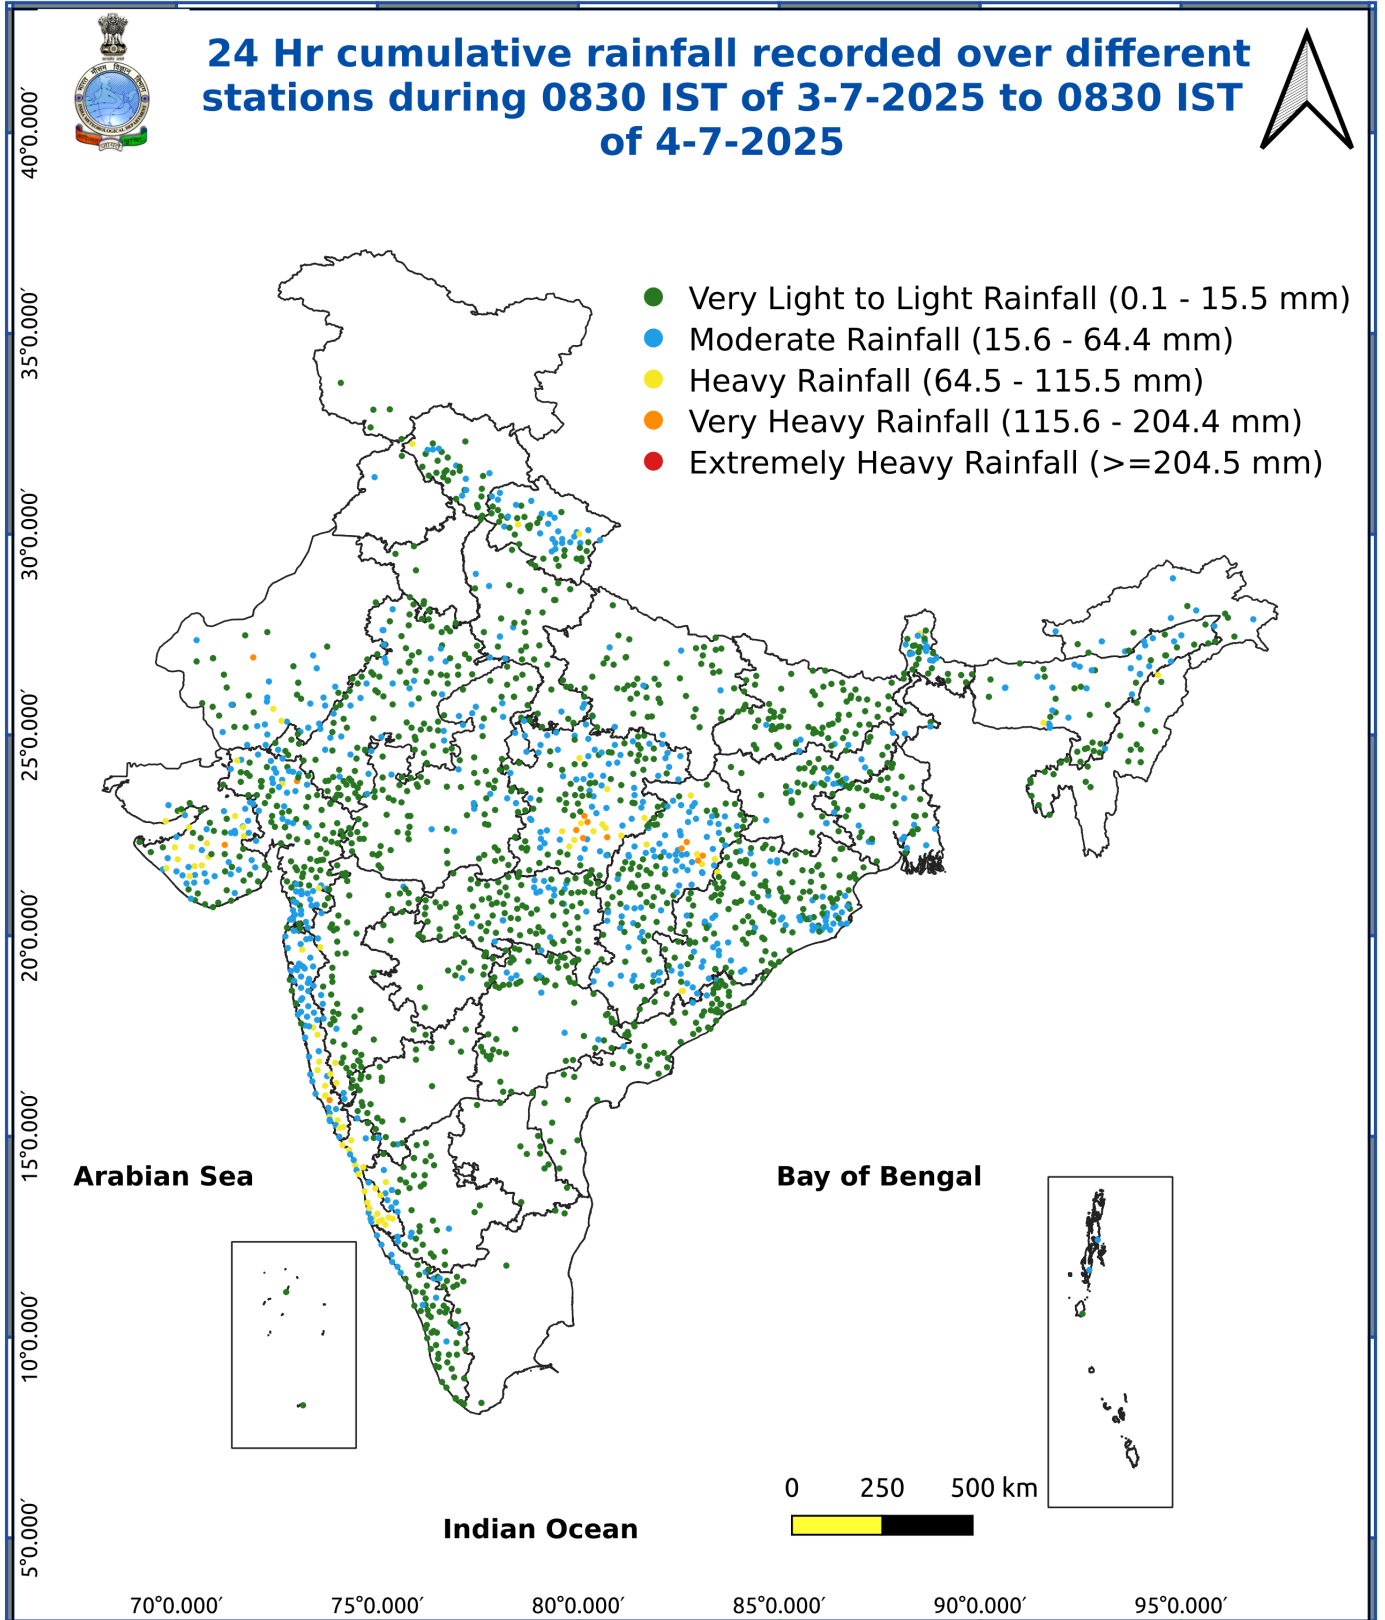 24 Hr cumulative rainfall recorded over different
stations during 0830 IST of 3-7-2025 to 0830 IST
of 4-7-2025
Very Light to Light Rainfall (0.1 - 15.5 mm)
Moderate Rainfall (15.6 - 64.4 mm)
Heavy Rainfall (64.5 - 115.5 mm)
Very Heavy Rainfall (115.6 - 204.4 mm)
Extremely Heavy Rainfall (>=204.5 mm)
40°0.000′
35°0.000′
30°0.000′
25°0.000′
20°0.000′
15°0.000′
10°0.000′
5°0.000′
Arabian Sea
Bay of Bengal
Indian Ocean
0 250 500 km
70°0.000′ 75°0.000′ 80°0.000′ 85°0.000′ 90°0.000′ 95°0.000′